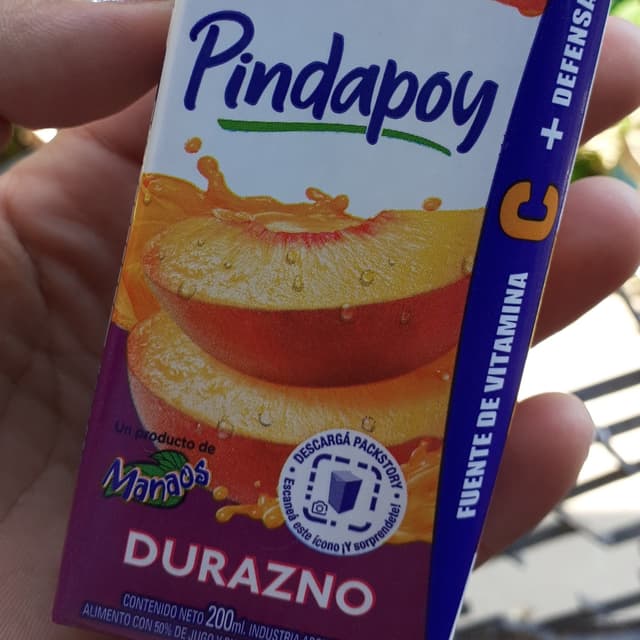 Pindapoy
FUENTE DE VITAMINA C + DEFENSA
Un producto de
Manaos
DESCARGÁ PACKSTORY
Escaneá este ícono ¡Y sorprendete!
DURAZNO
CONTENIDO NETO 200ml. INDUSTRIA
ALIMENTO CON 50% DE JUGO